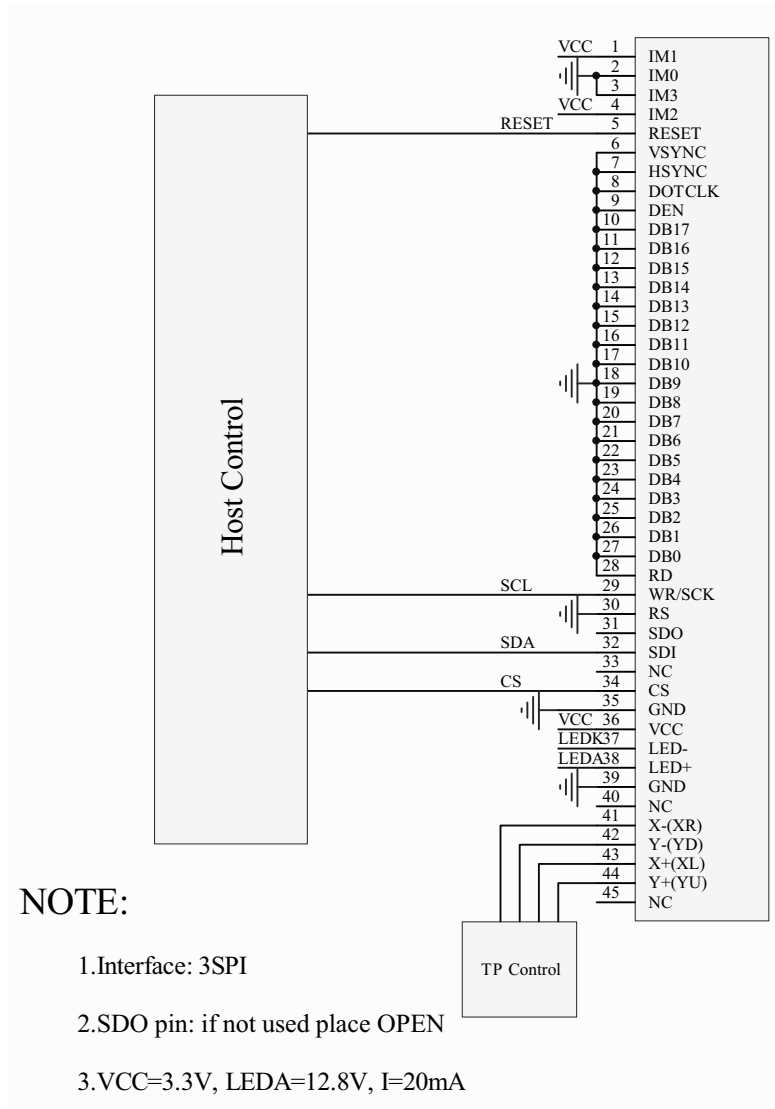 VCC 1 IM1
2 IM0
3 IM3
VCC 4 IM2
RESET 5 RESET
6 VSYNC
7 HSYNC
8 DOTCLK
9 DEN
10 DB17
11 DB16
12 DB15
13 DB14
14 DB13
15 DB12
16 DB11
17 DB10
18 DB9
19 DB8
20 DB7
21 DB6
22 DB5
23 DB4
24 DB3
25 DB2
26 DB1
27 DB0
28 RD
SCL 29 WR/SCK
30 RS
31 SDO
SDA 32 SDI
33 NC
CS 34 CS
35 GND
VCC 36 VCC
LEDK37 LED-
LEDA38 LED+
39 GND
40 NC
41 X-(XR)
42 Y-(YD)
43 X+(XL)
44 Y+(YU)
45 NC
Host Control
TP Control
NOTE:
1.Interface: 3SPI
2.SDO pin: if not used place OPEN
3.VCC=3.3V, LEDA=12.8V, I=20mA